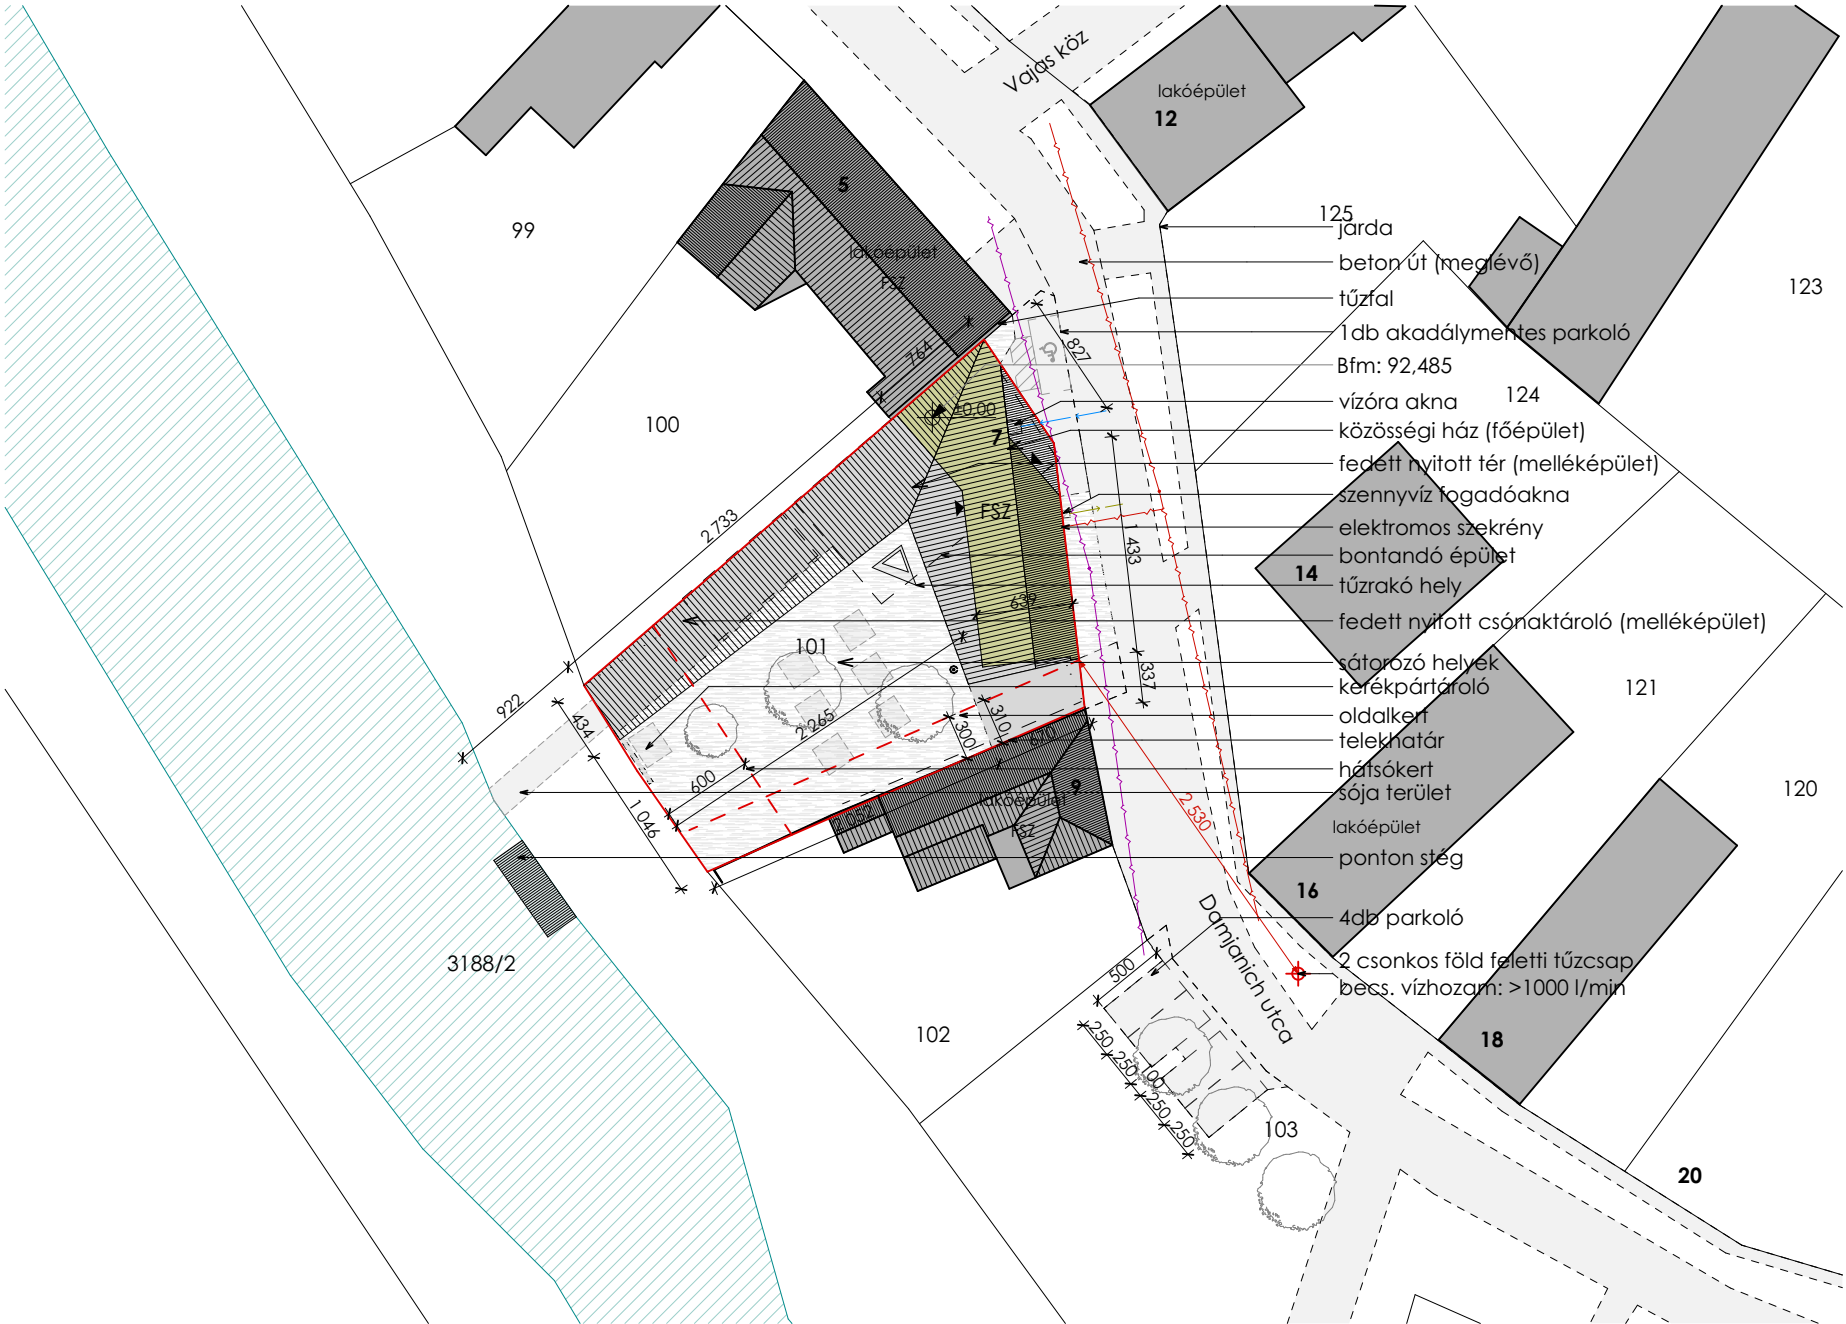 Vajas köz
lakóépület
12
5
99
125
járda
lakóépület
beton út (meglévő)
FSZ
123
tűzfal
1db akadálymentes parkoló
827
764
Bfm: 92,485
124
vízóra akna
±0,00
100
7
közösségi ház (főépület)
fedett nyitott tér (melléképület)
szennyvíz fogadóakna
FSZ
2 733
elektromos szekrény
1 433
bontandó épület
14
tűzrakó hely
639
fedett nyitott csónaktároló (melléképület)
101
sátorozó helyek
337
kerékpártároló
121
922
434
310
oldalkert
2 265
300
telekhatár
600
hátsókert
9
sója terület
120
lakóépület
2 530
1 046
FSZ
lakóépület
ponton stég
16
4db parkoló
Damjanich utca
3188/2
500
2 csonkos föld feletti tűzcsap
becs. vízhozam: >1000 l/min
102
18
250
250
100
250
250
103
20